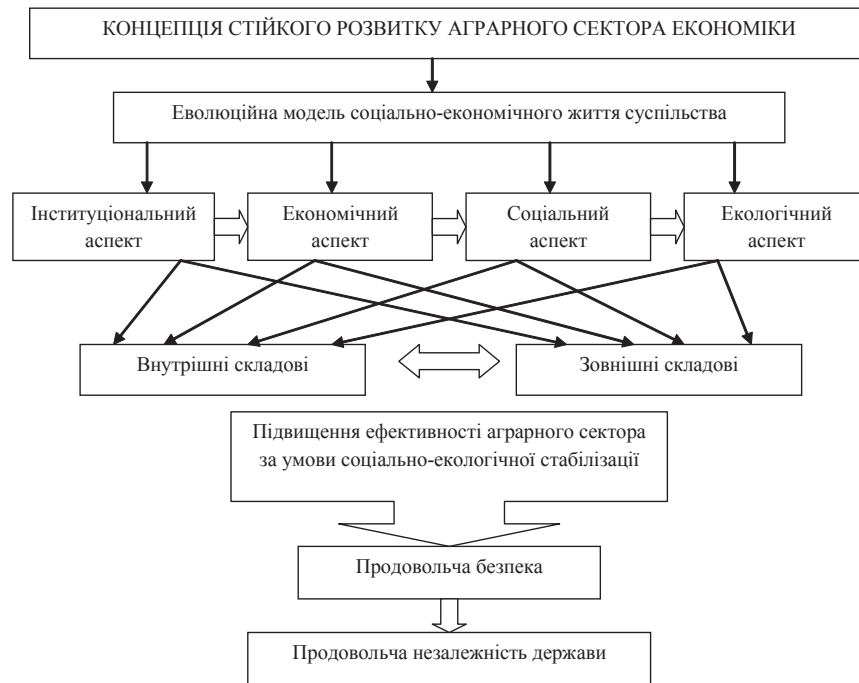 КОНЦЕПЦІЯ СТІЙКОГО РОЗВИТКУ АГРАРНОГО СЕКТОРА ЕКОНОМІКИ
Еволюційна модель соціально-економічного життя суспільства
Інституціональний
аспект
Економічний
аспект
Соціальний
аспект
Екологічний
аспект
Внутрішні складові
Зовнішні складові
Підвищення ефективності аграрного сектора
за умови соціально-екологічної стабілізації
Продовольча безпека
Продовольча незалежність держави